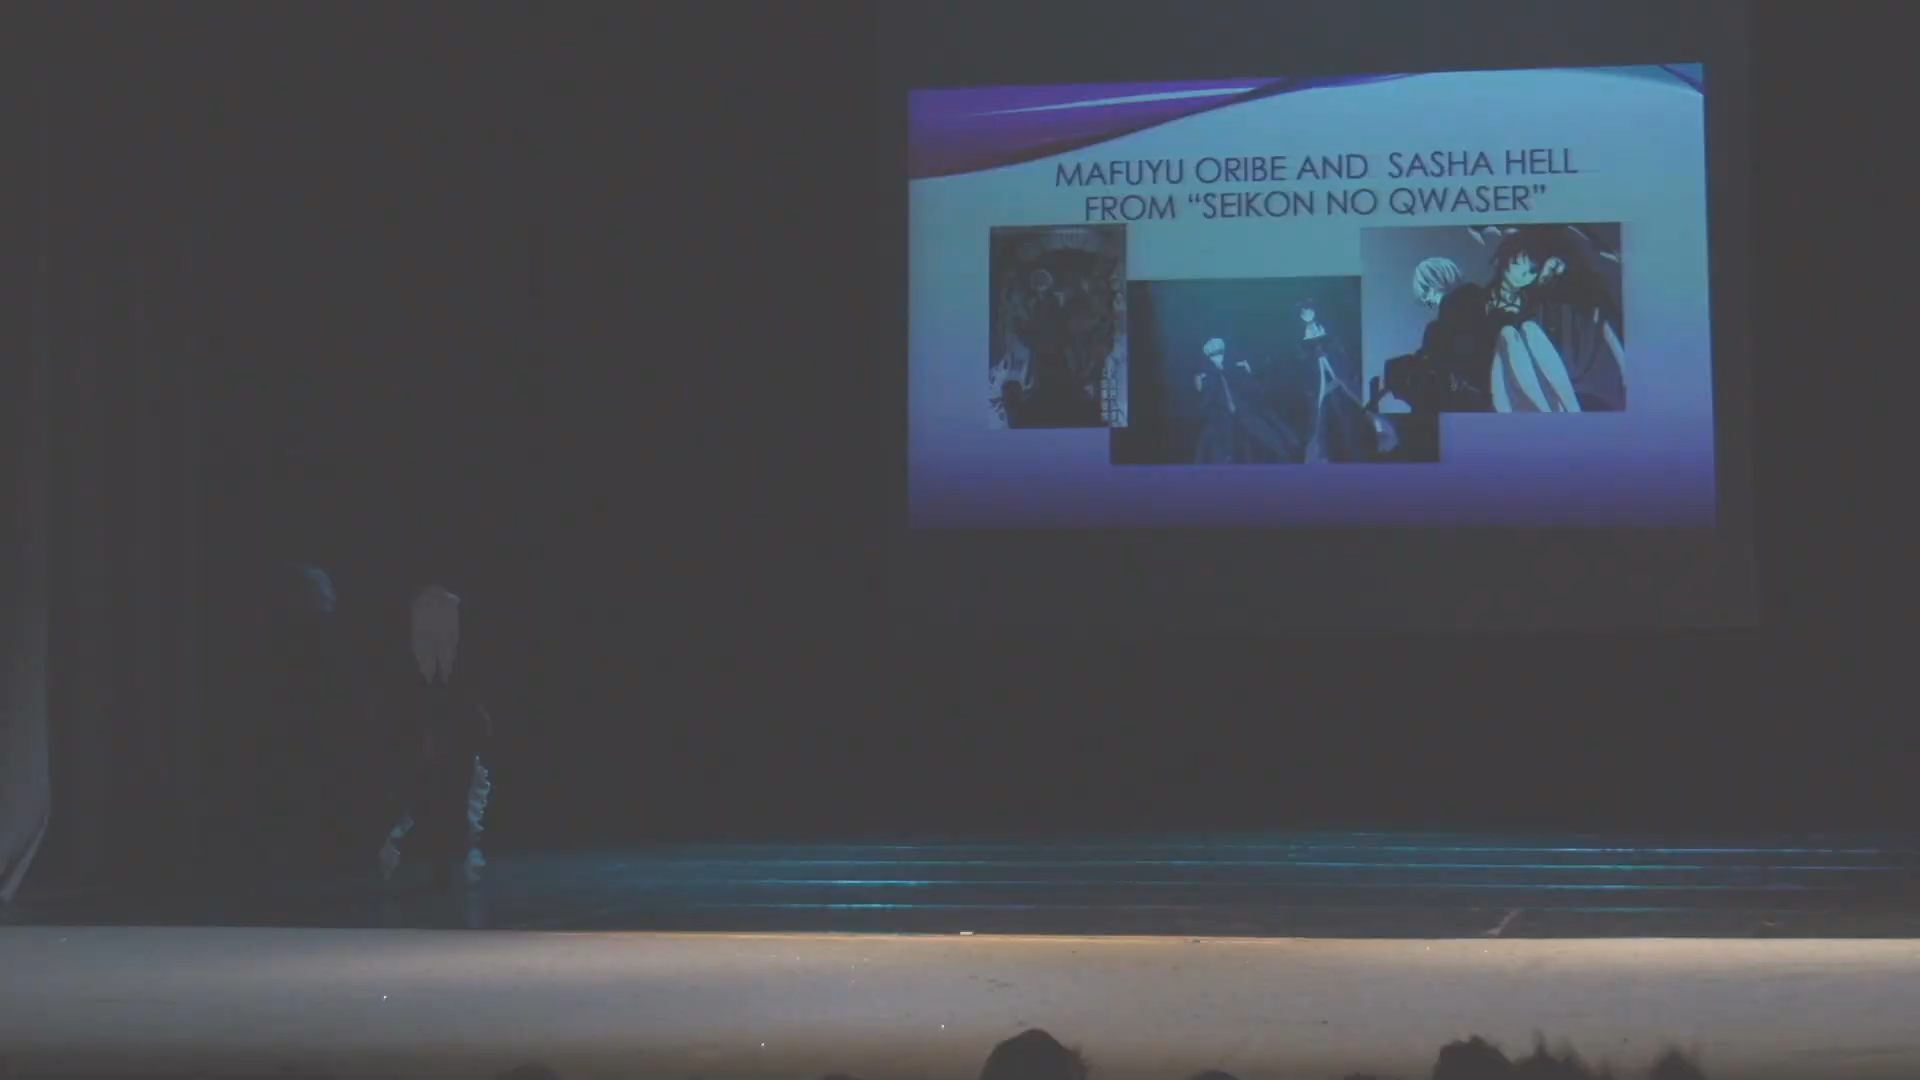 MAFUYU ORIBE AND SASHA HELL
FROM “SEIKON NO QWASER”